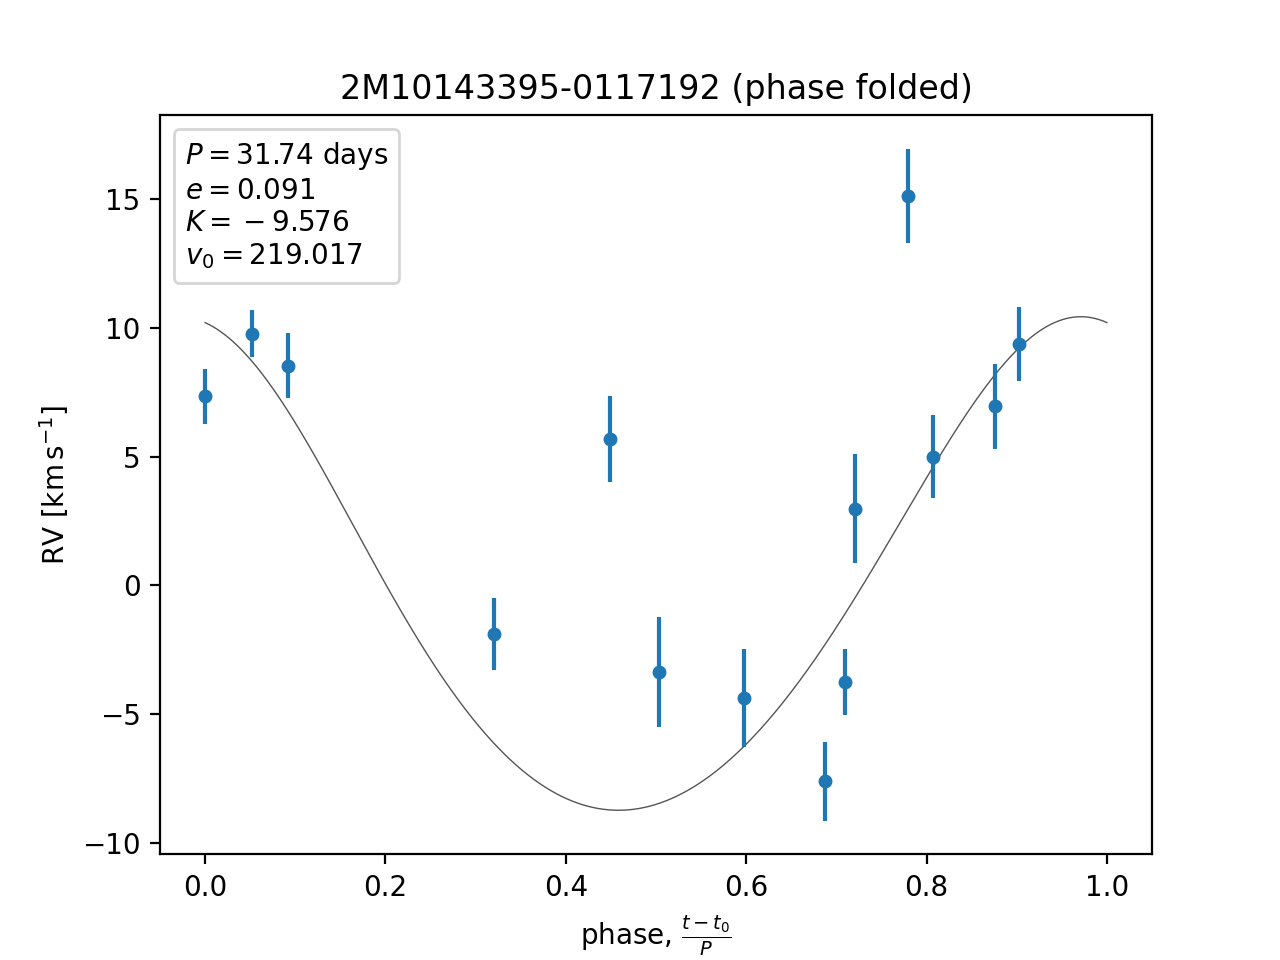 2M10143395-0117192 (phase folded)
P = 31.74 days
e = 0.091
K = −9.576
v₀ = 219.017
RV [km s⁻¹]
15
10
5
0
−5
−10
0.0 0.2 0.4 0.6 0.8 1.0
phase, (t − t₀)/P